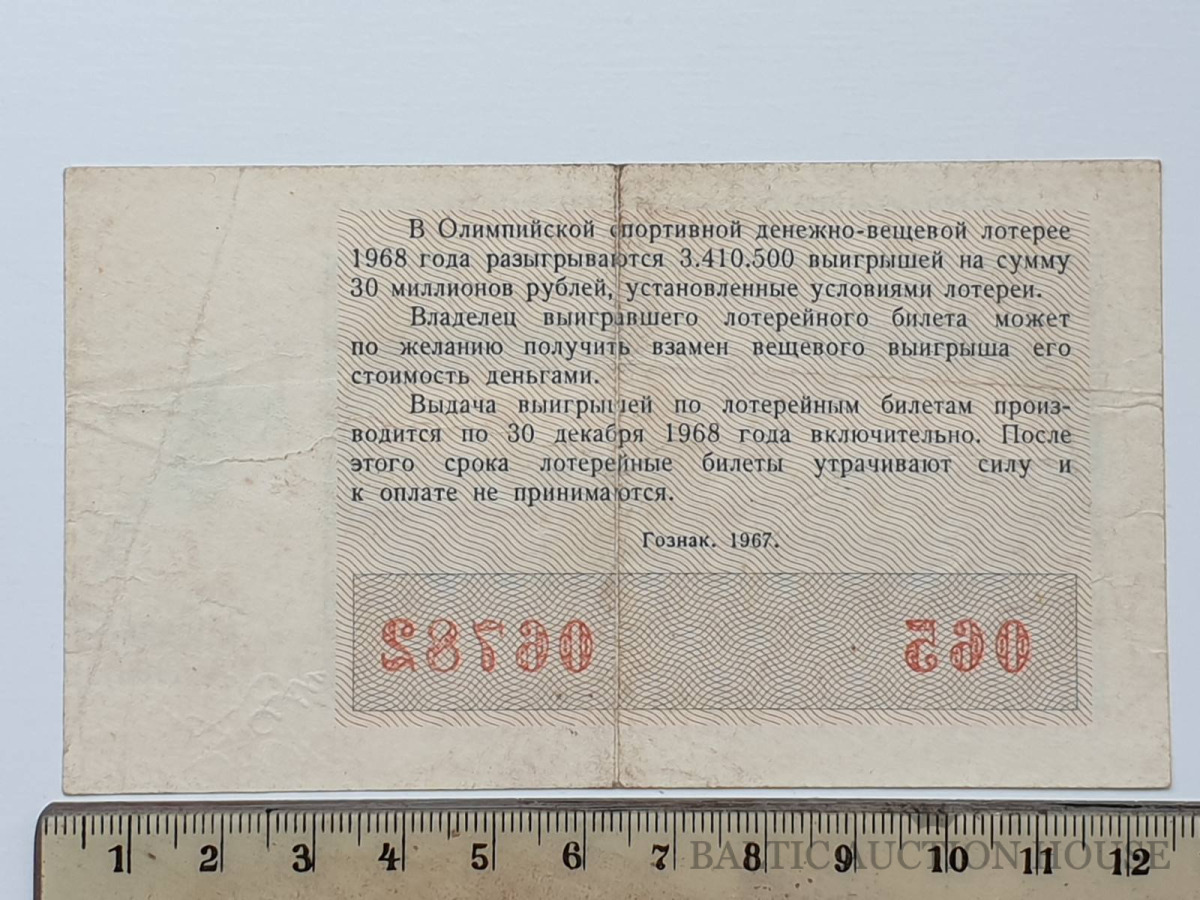 В Олимпийской спортивной денежно-вещевой лотерее
1968 года разыгрываются 3.410.500 выигрышей на сумму
30 миллионов рублей, установленные условиями лотереи.
Владелец выигравшего лотерейного билета может
по желанию получить взамен вещевого выигрыша его
стоимость деньгами.
Выдача выигрышей по лотерейным билетам произ-
водится по 30 декабря 1968 года включительно. После
этого срока лотерейные билеты утрачивают силу и
к оплате не принимаются.
Гознак. 1967.
06782 065
1 2 3 4 5 6 7 8 9 10 11 12
BALTIC AUCTION HOUSE